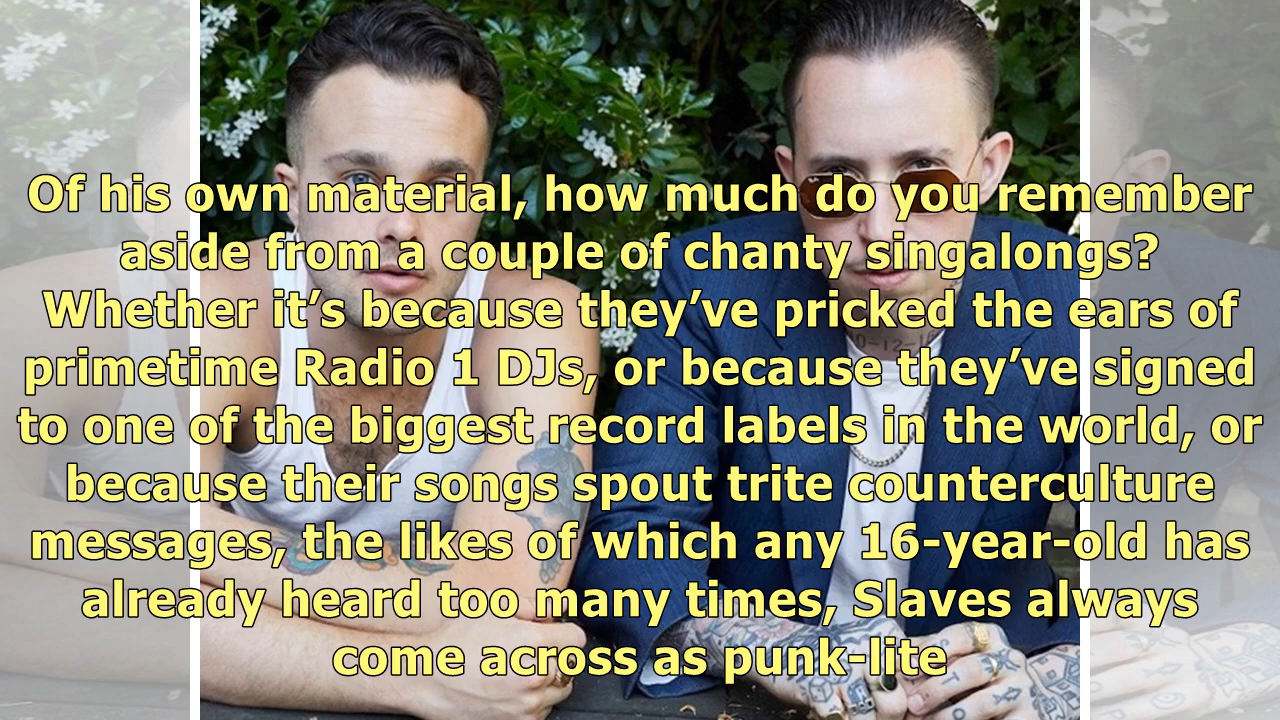 Of his own material, how much do you remember
aside from a couple of chanty singalongs?
Whether it’s because they’ve pricked the ears of
primetime Radio 1 DJs, or because they’ve signed
to one of the biggest record labels in the world, or
because their songs spout trite counterculture
messages, the likes of which any 16-year-old has
already heard too many times, Slaves always
come across as punk-lite